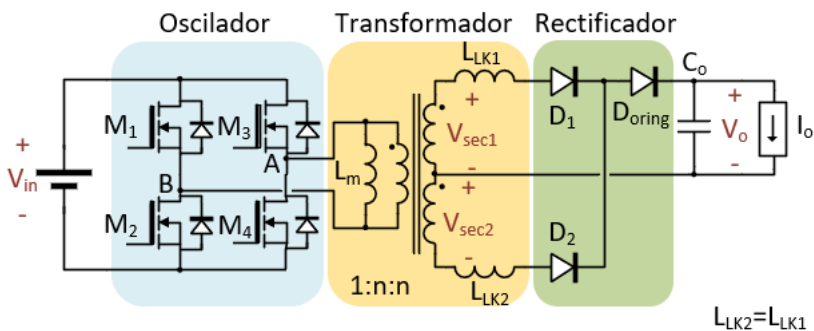 Oscilador
Transformador
Rectificador
L_LK1
C_o
M_1
M_3
+
D_1
D_oring
+
V_sec1
V_o
I_o
+
V_in
-
A
B
L_m
-
-
+
M_2
M_4
V_sec2
D_2
-
1:n:n
L_LK2
L_LK2=L_LK1